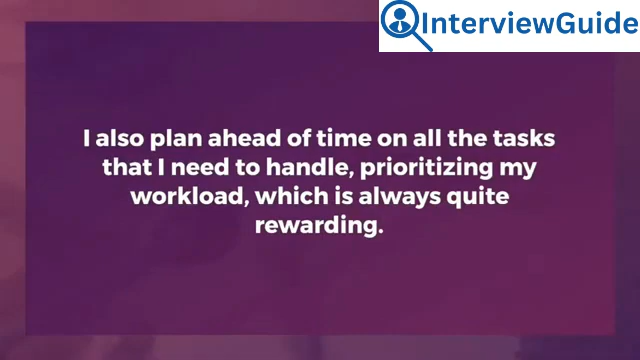 InterviewGuide
I also plan ahead of time on all the tasks
that I need to handle, prioritizing my
workload, which is always quite
rewarding.